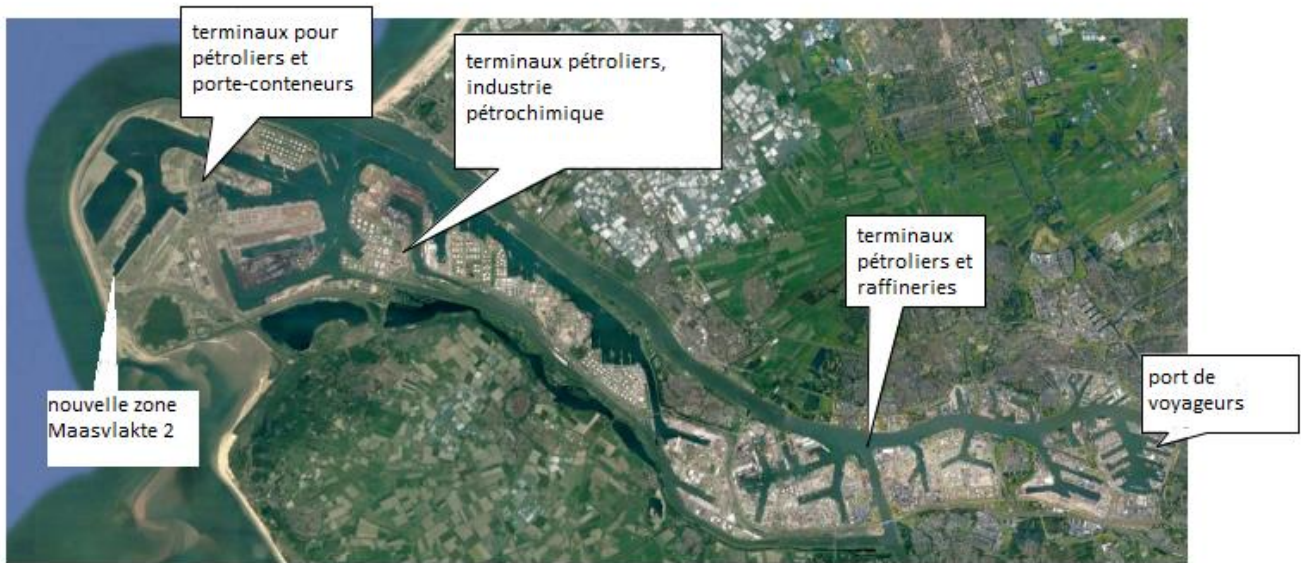 terminaux pour
pétroliers et
porte-conteneurs
terminaux pétroliers,
industrie
pétrochimique
terminaux
pétroliers et
raffineries
port de
voyageurs
nouvelle zone
Maasvlakte 2